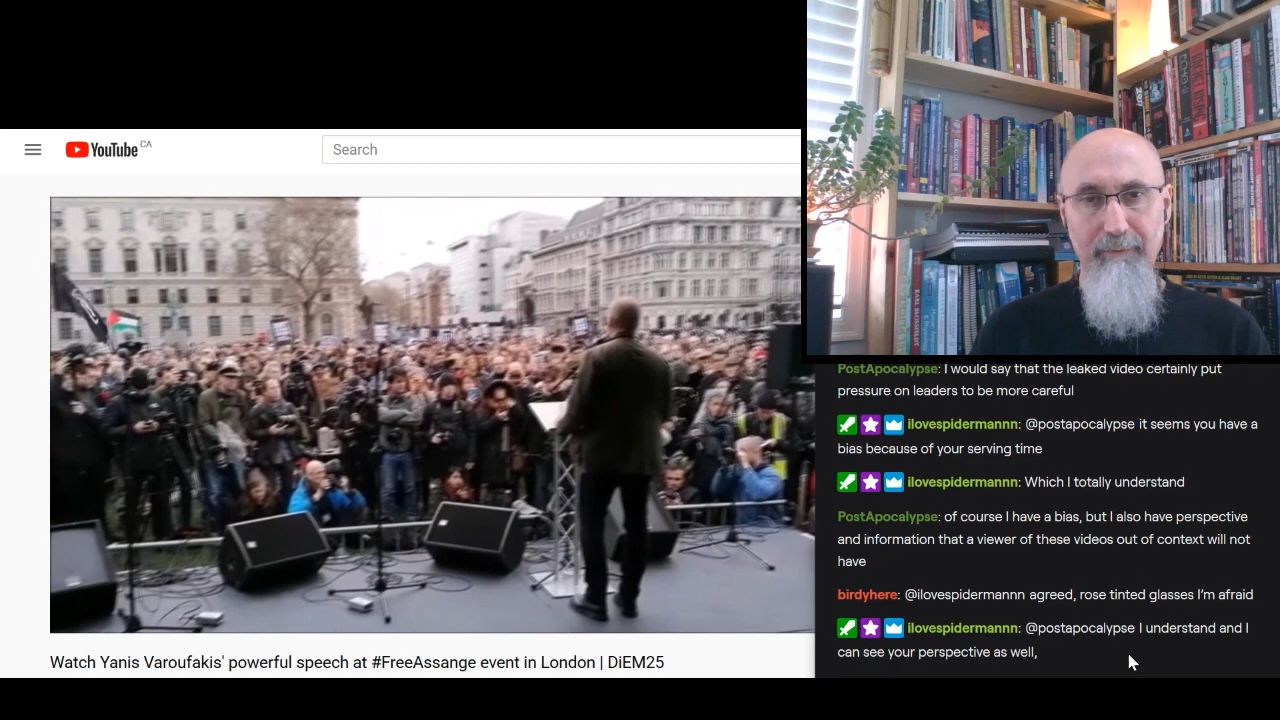 YouTube CA
Search
Watch Yanis Varoufakis' powerful speech at #FreeAssange event in London | DiEM25
PostApocalypse: I would say that the leaked video certainly put
pressure on leaders to be more careful
ilovespidermannn: @postapocalypse it seems you have a
bias because of your serving time
ilovespidermannn: Which I totally understand
PostApocalypse: of course I have a bias, but I also have perspective
and information that a viewer of these videos out of context will not
have
birdyhere: @ilovespidermannn agreed, rose tinted glasses I'm afraid
ilovespidermannn: @postapocalypse I understand and I
can see your perspective as well,